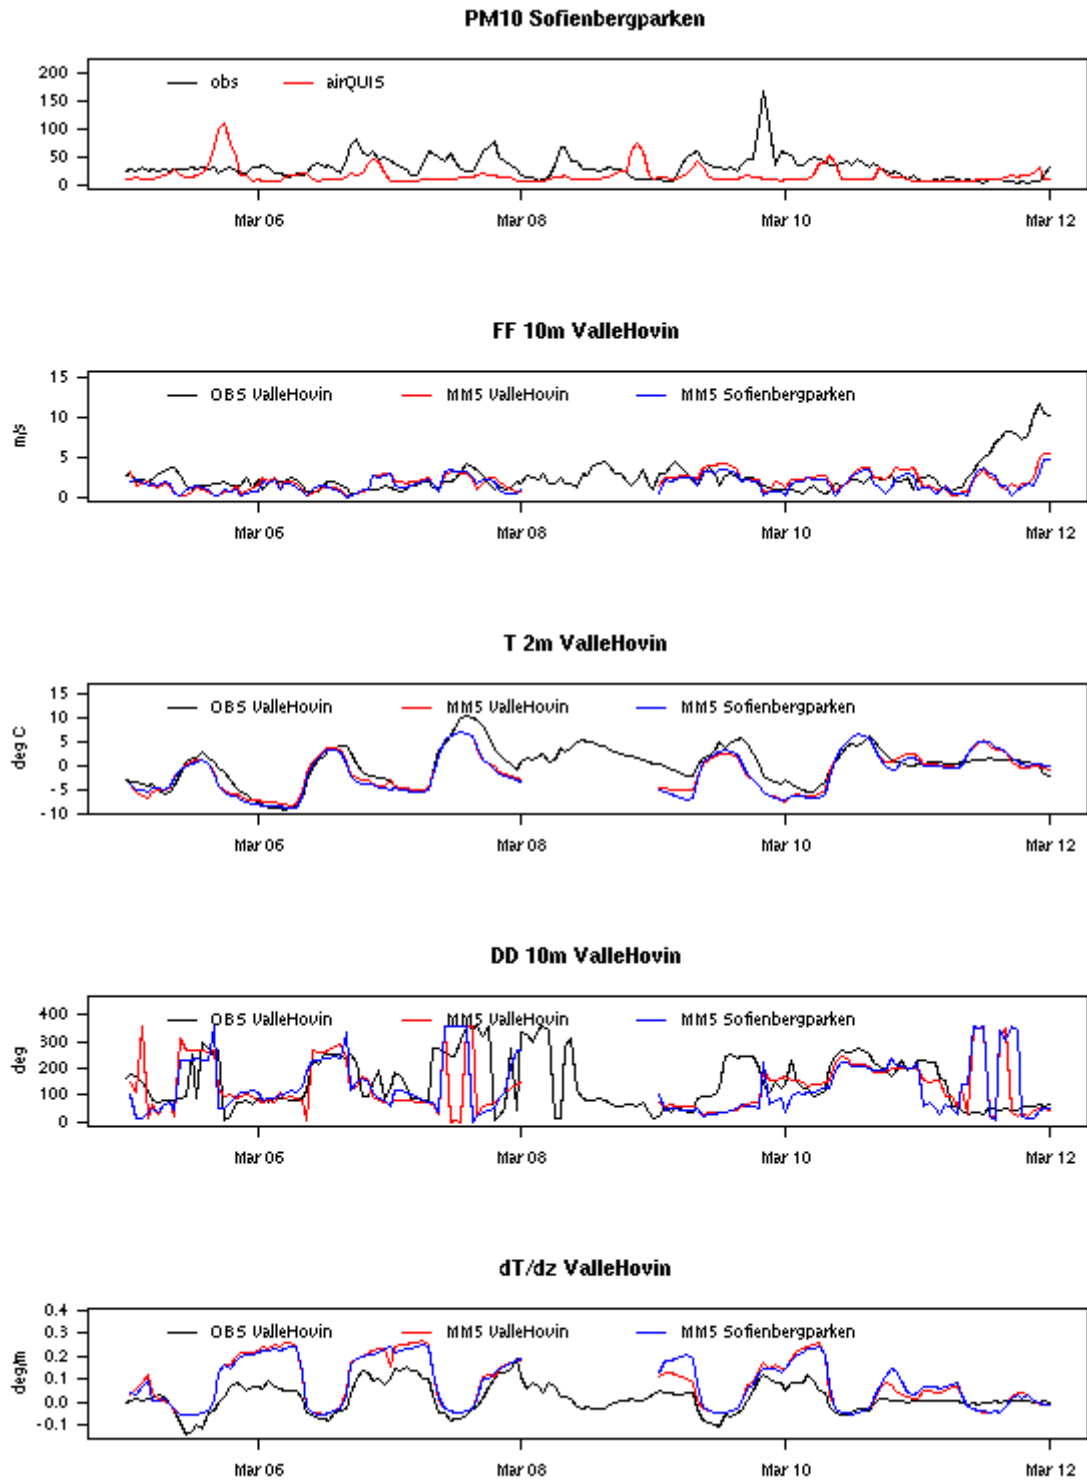 PM10 Sofienbergparken
200
150
100
50
0
obs airQUIS
Mar 06 Mar 08 Mar 10 Mar 12
FF 10m ValleHovin
m/s
15
10
5
0
OBS ValleHovin MM5 ValleHovin MM5 Sofienbergparken
Mar 06 Mar 08 Mar 10 Mar 12
T 2m ValleHovin
deg C
15
10
5
0
-5
-10
OBS ValleHovin MM5 ValleHovin MM5 Sofienbergparken
Mar 06 Mar 08 Mar 10 Mar 12
DD 10m ValleHovin
deg
400
300
200
100
0
OBS ValleHovin MM5 ValleHovin MM5 Sofienbergparken
Mar 06 Mar 08 Mar 10 Mar 12
dT/dz ValleHovin
deg/m
0.4
0.3
0.2
0.1
0.0
-0.1
OBS ValleHovin MM5 ValleHovin MM5 Sofienbergparken
Mar 06 Mar 08 Mar 10 Mar 12